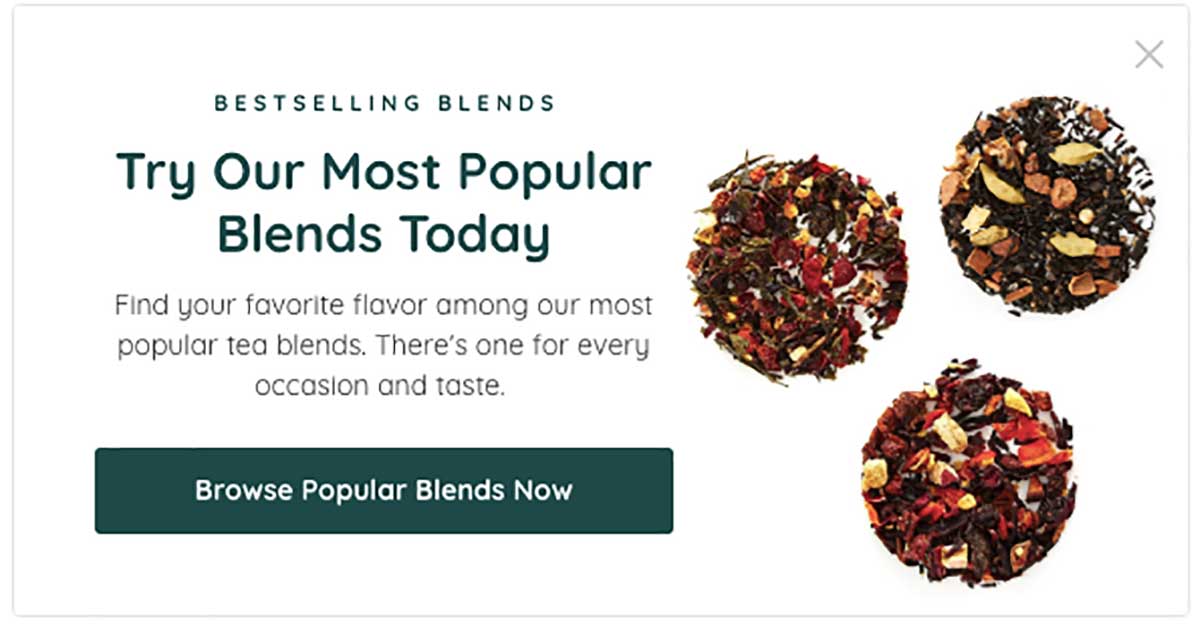 BESTSELLING BLENDS
Try Our Most Popular
Blends Today
Find your favorite flavor among our most
popular tea blends. There's one for every
occasion and taste.
Browse Popular Blends Now